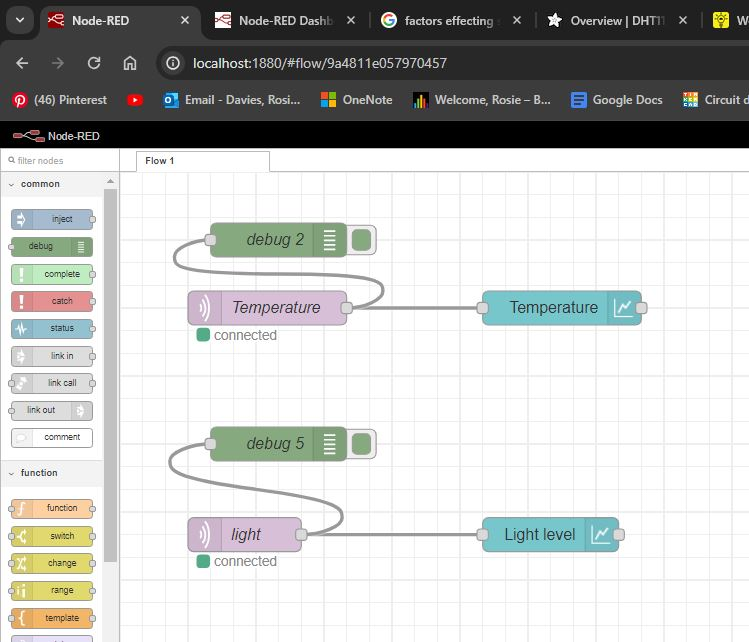 Node-RED
Node-RED Dashb
factors effecting
Overview | DHT1
localhost:1880/#flow/9a4811e057970457
(46) Pinterest
Email - Davies, Rosi...
OneNote
Welcome, Rosie – B...
Google Docs
Circuit d
Node-RED
filter nodes
Flow 1
common
inject
debug
complete
catch
status
link in
link call
link out
comment
function
function
switch
change
range
template
debug 2
Temperature
Temperature
connected
debug 5
light
Light level
connected